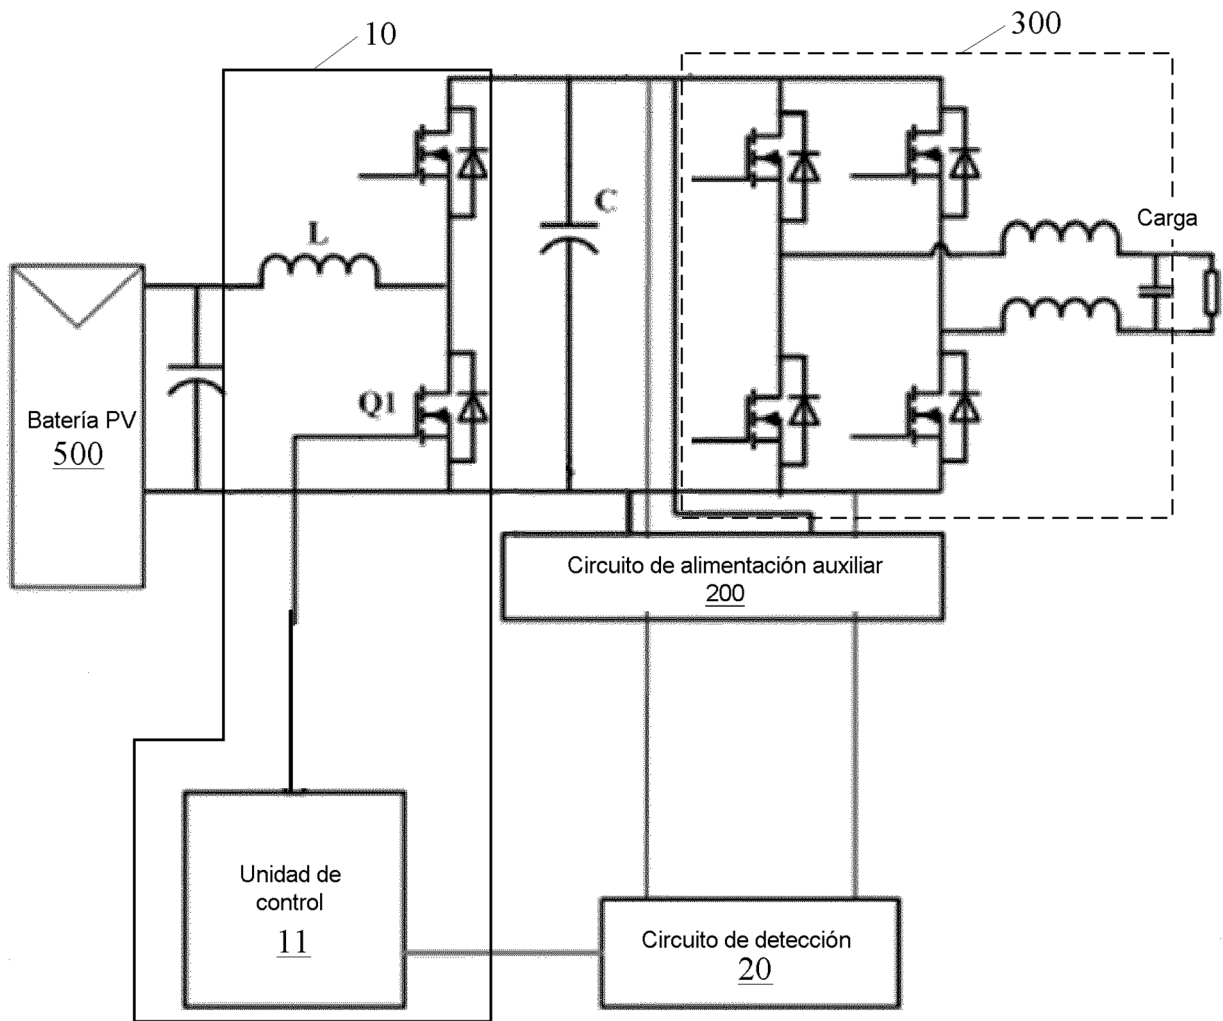 10
300
C
L
Carga
Q1
Batería PV
500
Circuito de alimentación auxiliar
200
Unidad de
control
11
Circuito de detección
20